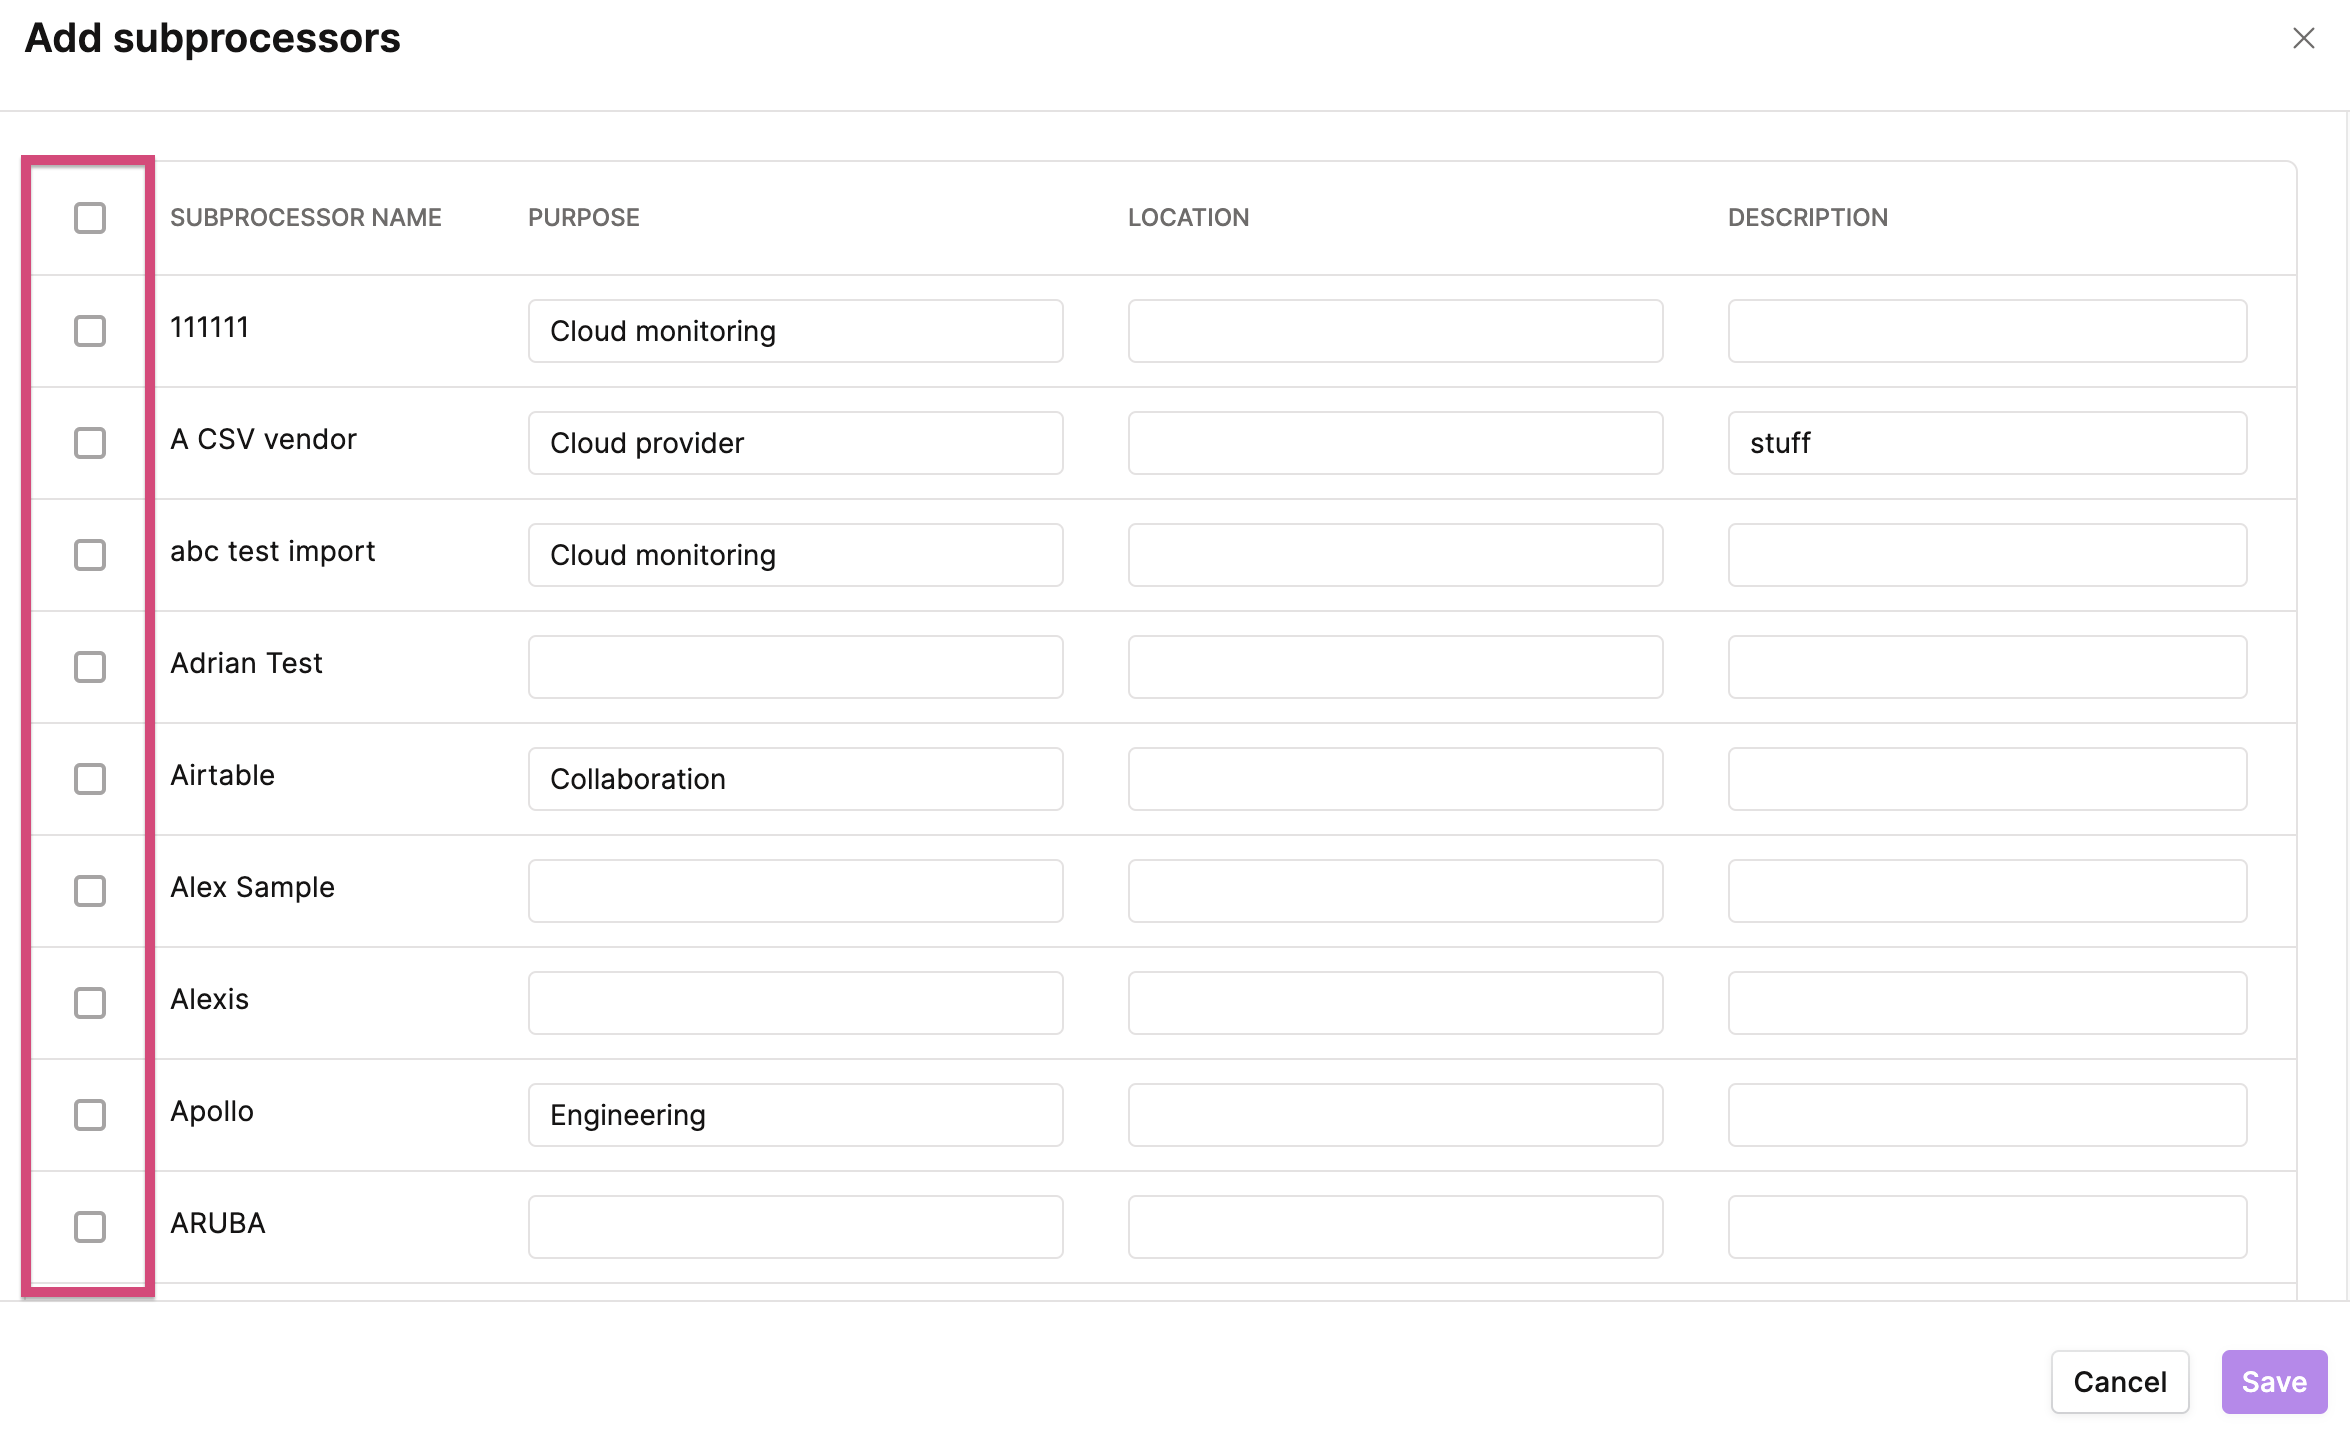 Add subprocessors
SUBPROCESSOR NAME PURPOSE LOCATION DESCRIPTION
111111 Cloud monitoring
A CSV vendor Cloud provider stuff
abc test import Cloud monitoring
Adrian Test
Airtable Collaboration
Alex Sample
Alexis
Apollo Engineering
ARUBA
Cancel Save